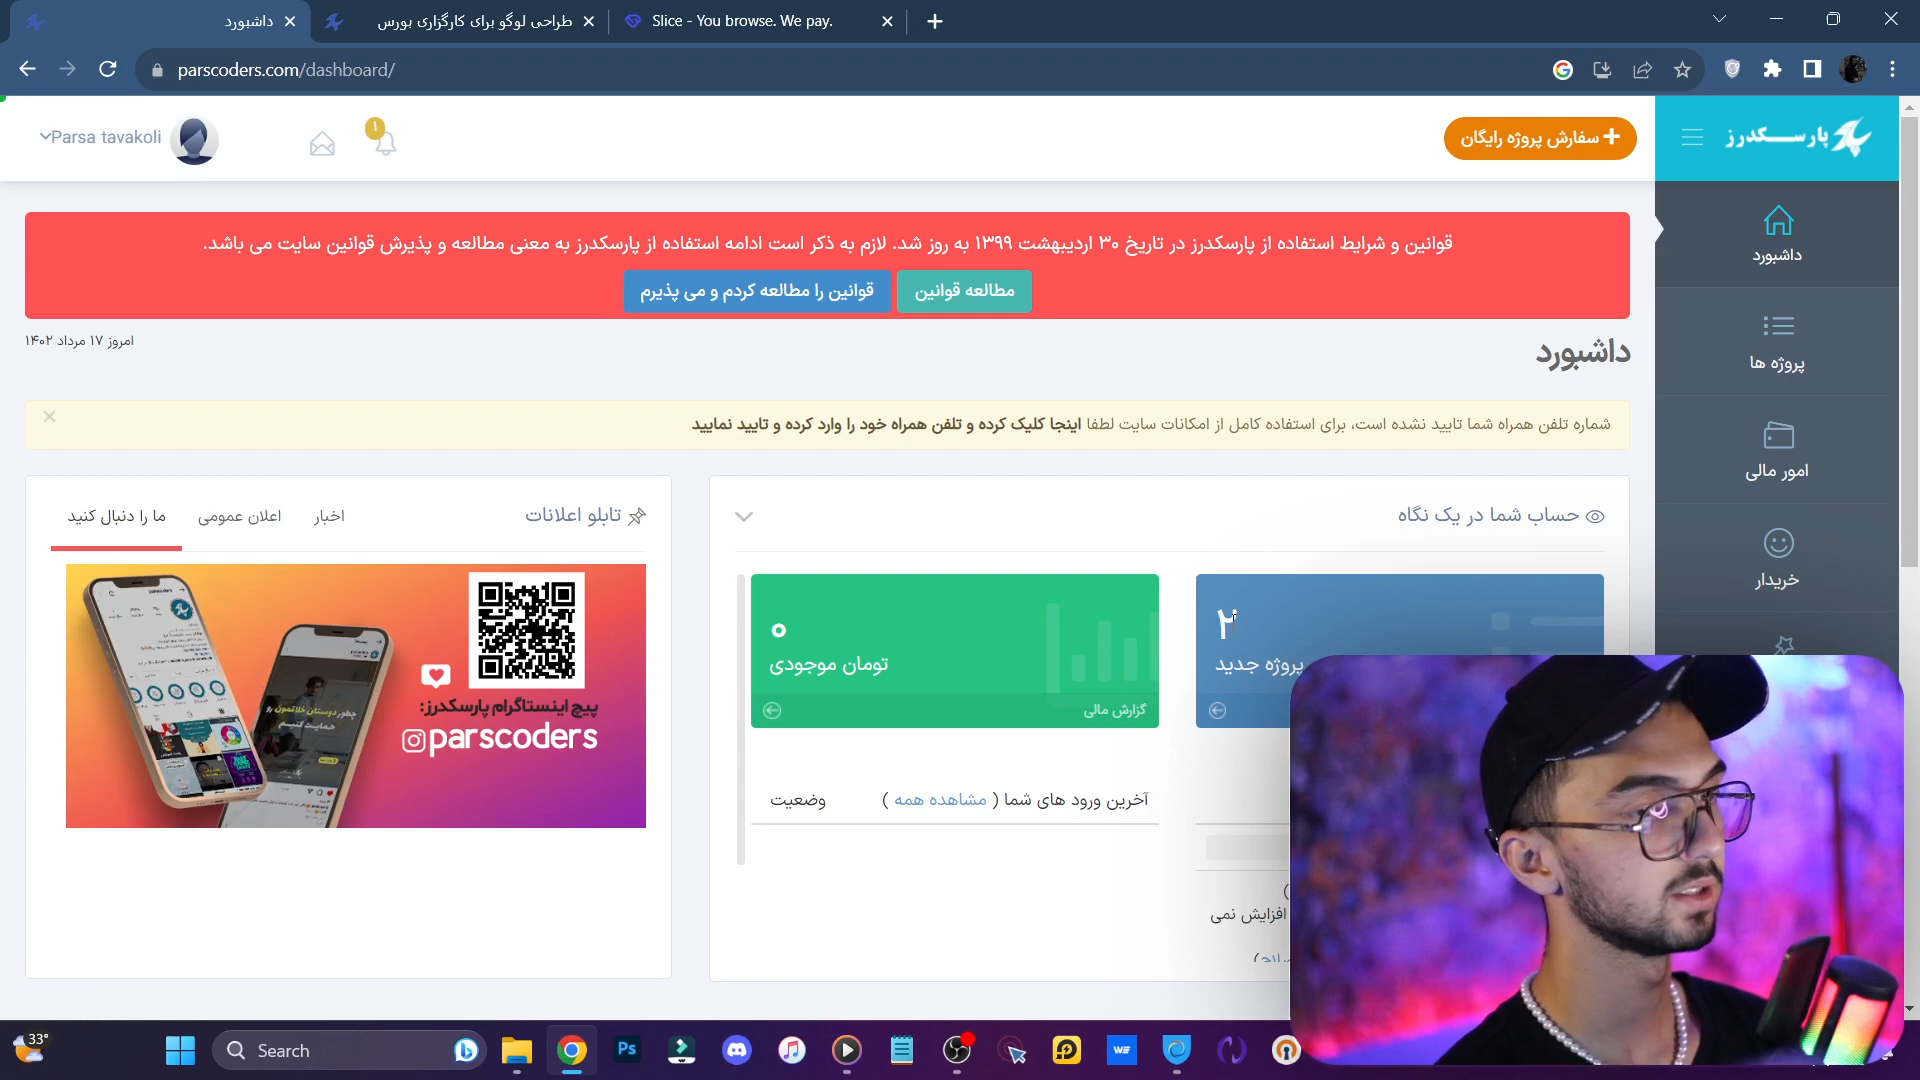 داشبورد
طراحی لوگو برای کارگزاری بورس
Slice - You browse. We pay.
parscoders.com/dashboard/
Parsa tavakoli
۱
سفارش پروژه رایگان
پارسکدرز
قوانین و شرایط استفاده از پارسکدرز در تاریخ ۳۰ اردیبهشت ۱۳۹۹ به روز شد. لازم به ذکر است ادامه استفاده از پارسکدرز به معنی مطالعه و پذیرش قوانین سایت می باشد.
مطالعه قوانین
قوانین را مطالعه کردم و می پذیرم
امروز ۱۷ مرداد ۱۴۰۲
داشبورد
شماره تلفن همراه شما تایید نشده است، برای استفاده کامل از امکانات سایت لطفا اینجا کلیک کرده و تلفن همراه خود را وارد کرده و تایید نمایید
داشبورد
پروژه ها
امور مالی
خریدار
حساب شما در یک نگاه
۲
پروژه جدید
۰
تومان موجودی
گزارش مالی
آخرین ورود های شما ( مشاهده همه )
وضعیت
افزایش نمی
تابلو اعلانات
اخبار
اعلان عمومی
ما را دنبال کنید
پیج اینستاگرام پارسکدرز:
parscoders
33°
Search